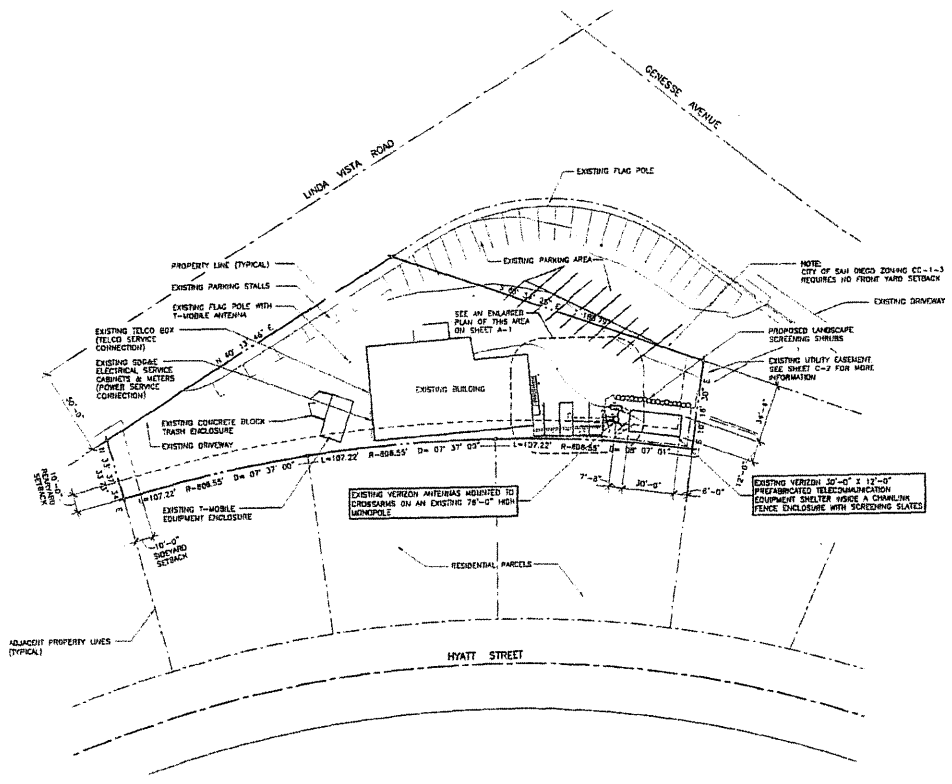 GENESSE AVENUE
LINDA VISTA ROAD
EXISTING FLAG POLE
PROPERTY LINE (TYPICAL)
EXISTING PARKING STALLS
EXISTING FLAG POLE WITH
T-MOBILE ANTENNA
EXISTING TELCO BOX
(TELCO SERVICE
CONNECTION)
EXISTING SDG&E
ELECTRICAL SERVICE
CABINETS & METERS
(POWER SERVICE
CONNECTION)
EXISTING PARKING AREA
SEE AN ENLARGED
PLAN OF THIS AREA
ON SHEET A-1
NOTE:
CITY OF SAN DIEGO ZONING CC-1-3
REQUIRES NO FRONT YARD SETBACK
EXISTING DRIVEWAY
PROPOSED LANDSCAPE
SCREENING SHRUBS
EXISTING UTILITY EASEMENT
SEE SHEET C-2 FOR MORE
INFORMATION
EXISTING BUILDING
EXISTING CONCRETE BLOCK
TRASH ENCLOSURE
EXISTING DRIVEWAY
10'-0"
REARYARD
SETBACK
L=107.22' R=808.55' D= 07' 37' 00"
L=107.22' R=808.55' D= 07' 37' 03"
L=107.22' R=808.55' D= 08' 07' 01"
7'-8"
30'-0"
6'-0"
12'-0"
EXISTING T-MOBILE
EQUIPMENT ENCLOSURE
EXISTING VERIZON ANTENNAS MOUNTED TO
CROSSARMS ON AN EXISTING 78'-0" HIGH
MONOPOLE
EXISTING VERIZON 30'-0" X 12'-0"
PREFABRICATED TELECOMMUNICATION
EQUIPMENT SHELTER INSIDE A CHAINLINK
FENCE ENCLOSURE WITH SCREENING SLATES
10'-0"
SIDEYARD
SETBACK
RESIDENTIAL PARCELS
ADJACENT PROPERTY LINES
(TYPICAL)
HYATT STREET